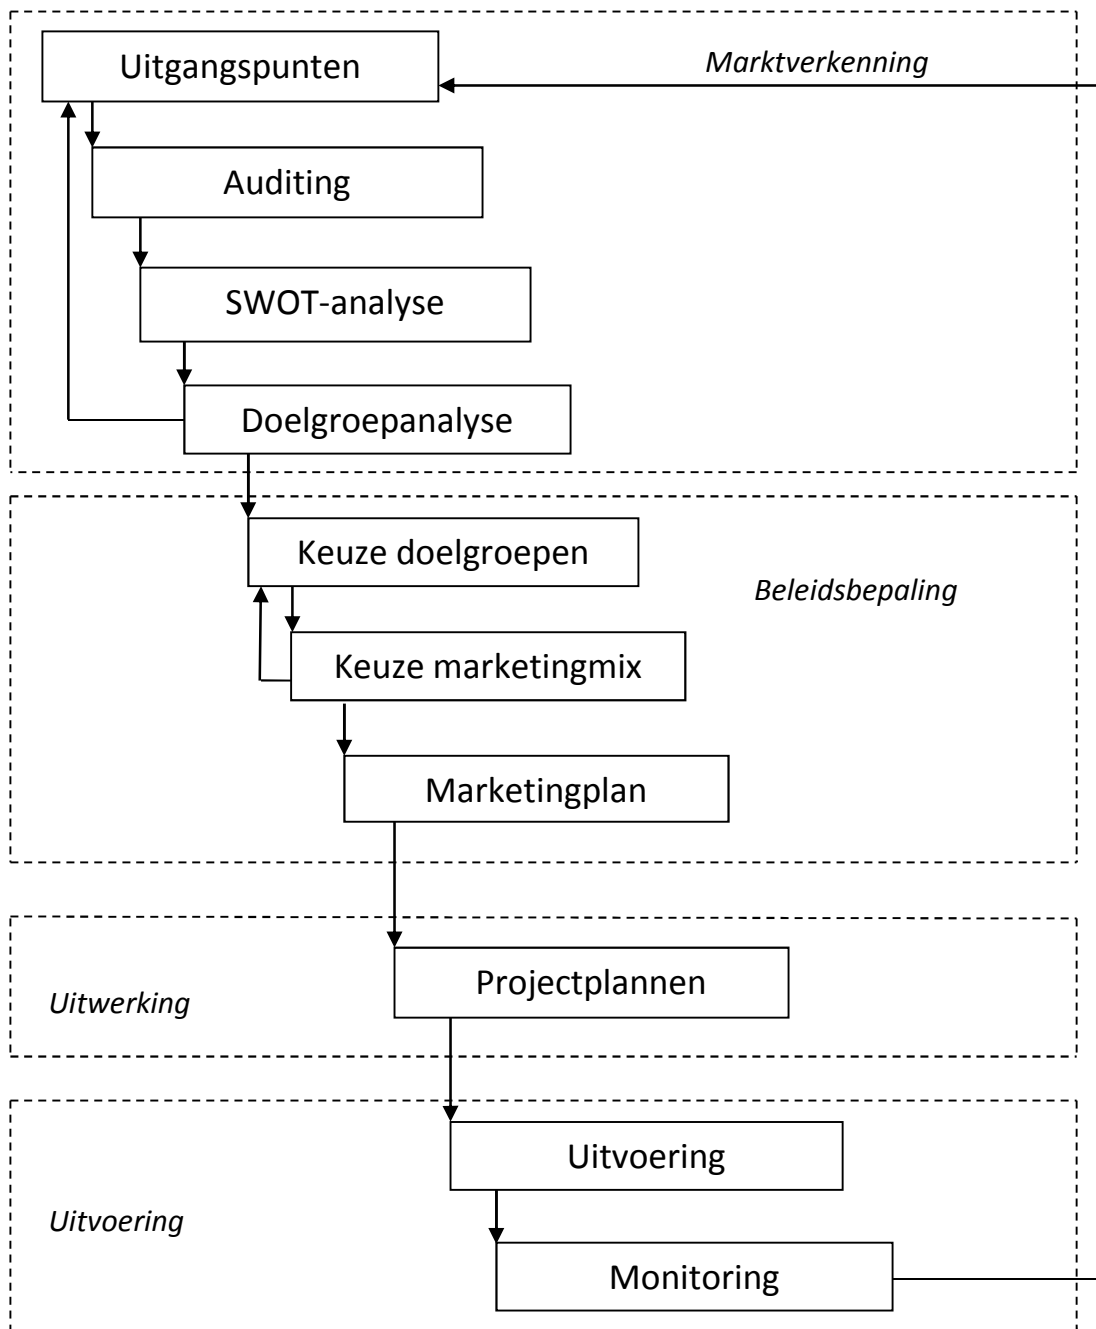 Uitgangspunten
Marktverkenning
Auditing
SWOT-analyse
Doelgroepanalyse
Keuze doelgroepen
Beleidsbepaling
Keuze marketingmix
Marketingplan
Projectplannen
Uitwerking
Uitvoering
Uitvoering
Monitoring